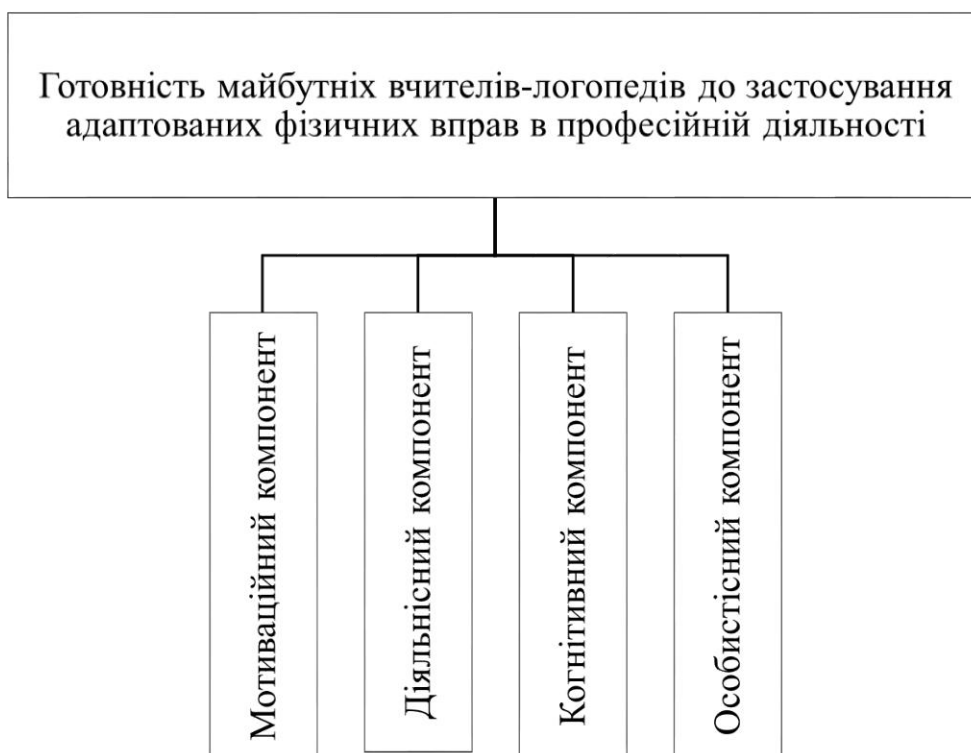 Готовність майбутніх вчителів-логопедів до застосування
адаптованих фізичних вправ в професійній діяльності
Мотиваційний компонент
Діяльнісний компонент
Когнітивний компонент
Особистісний компонент